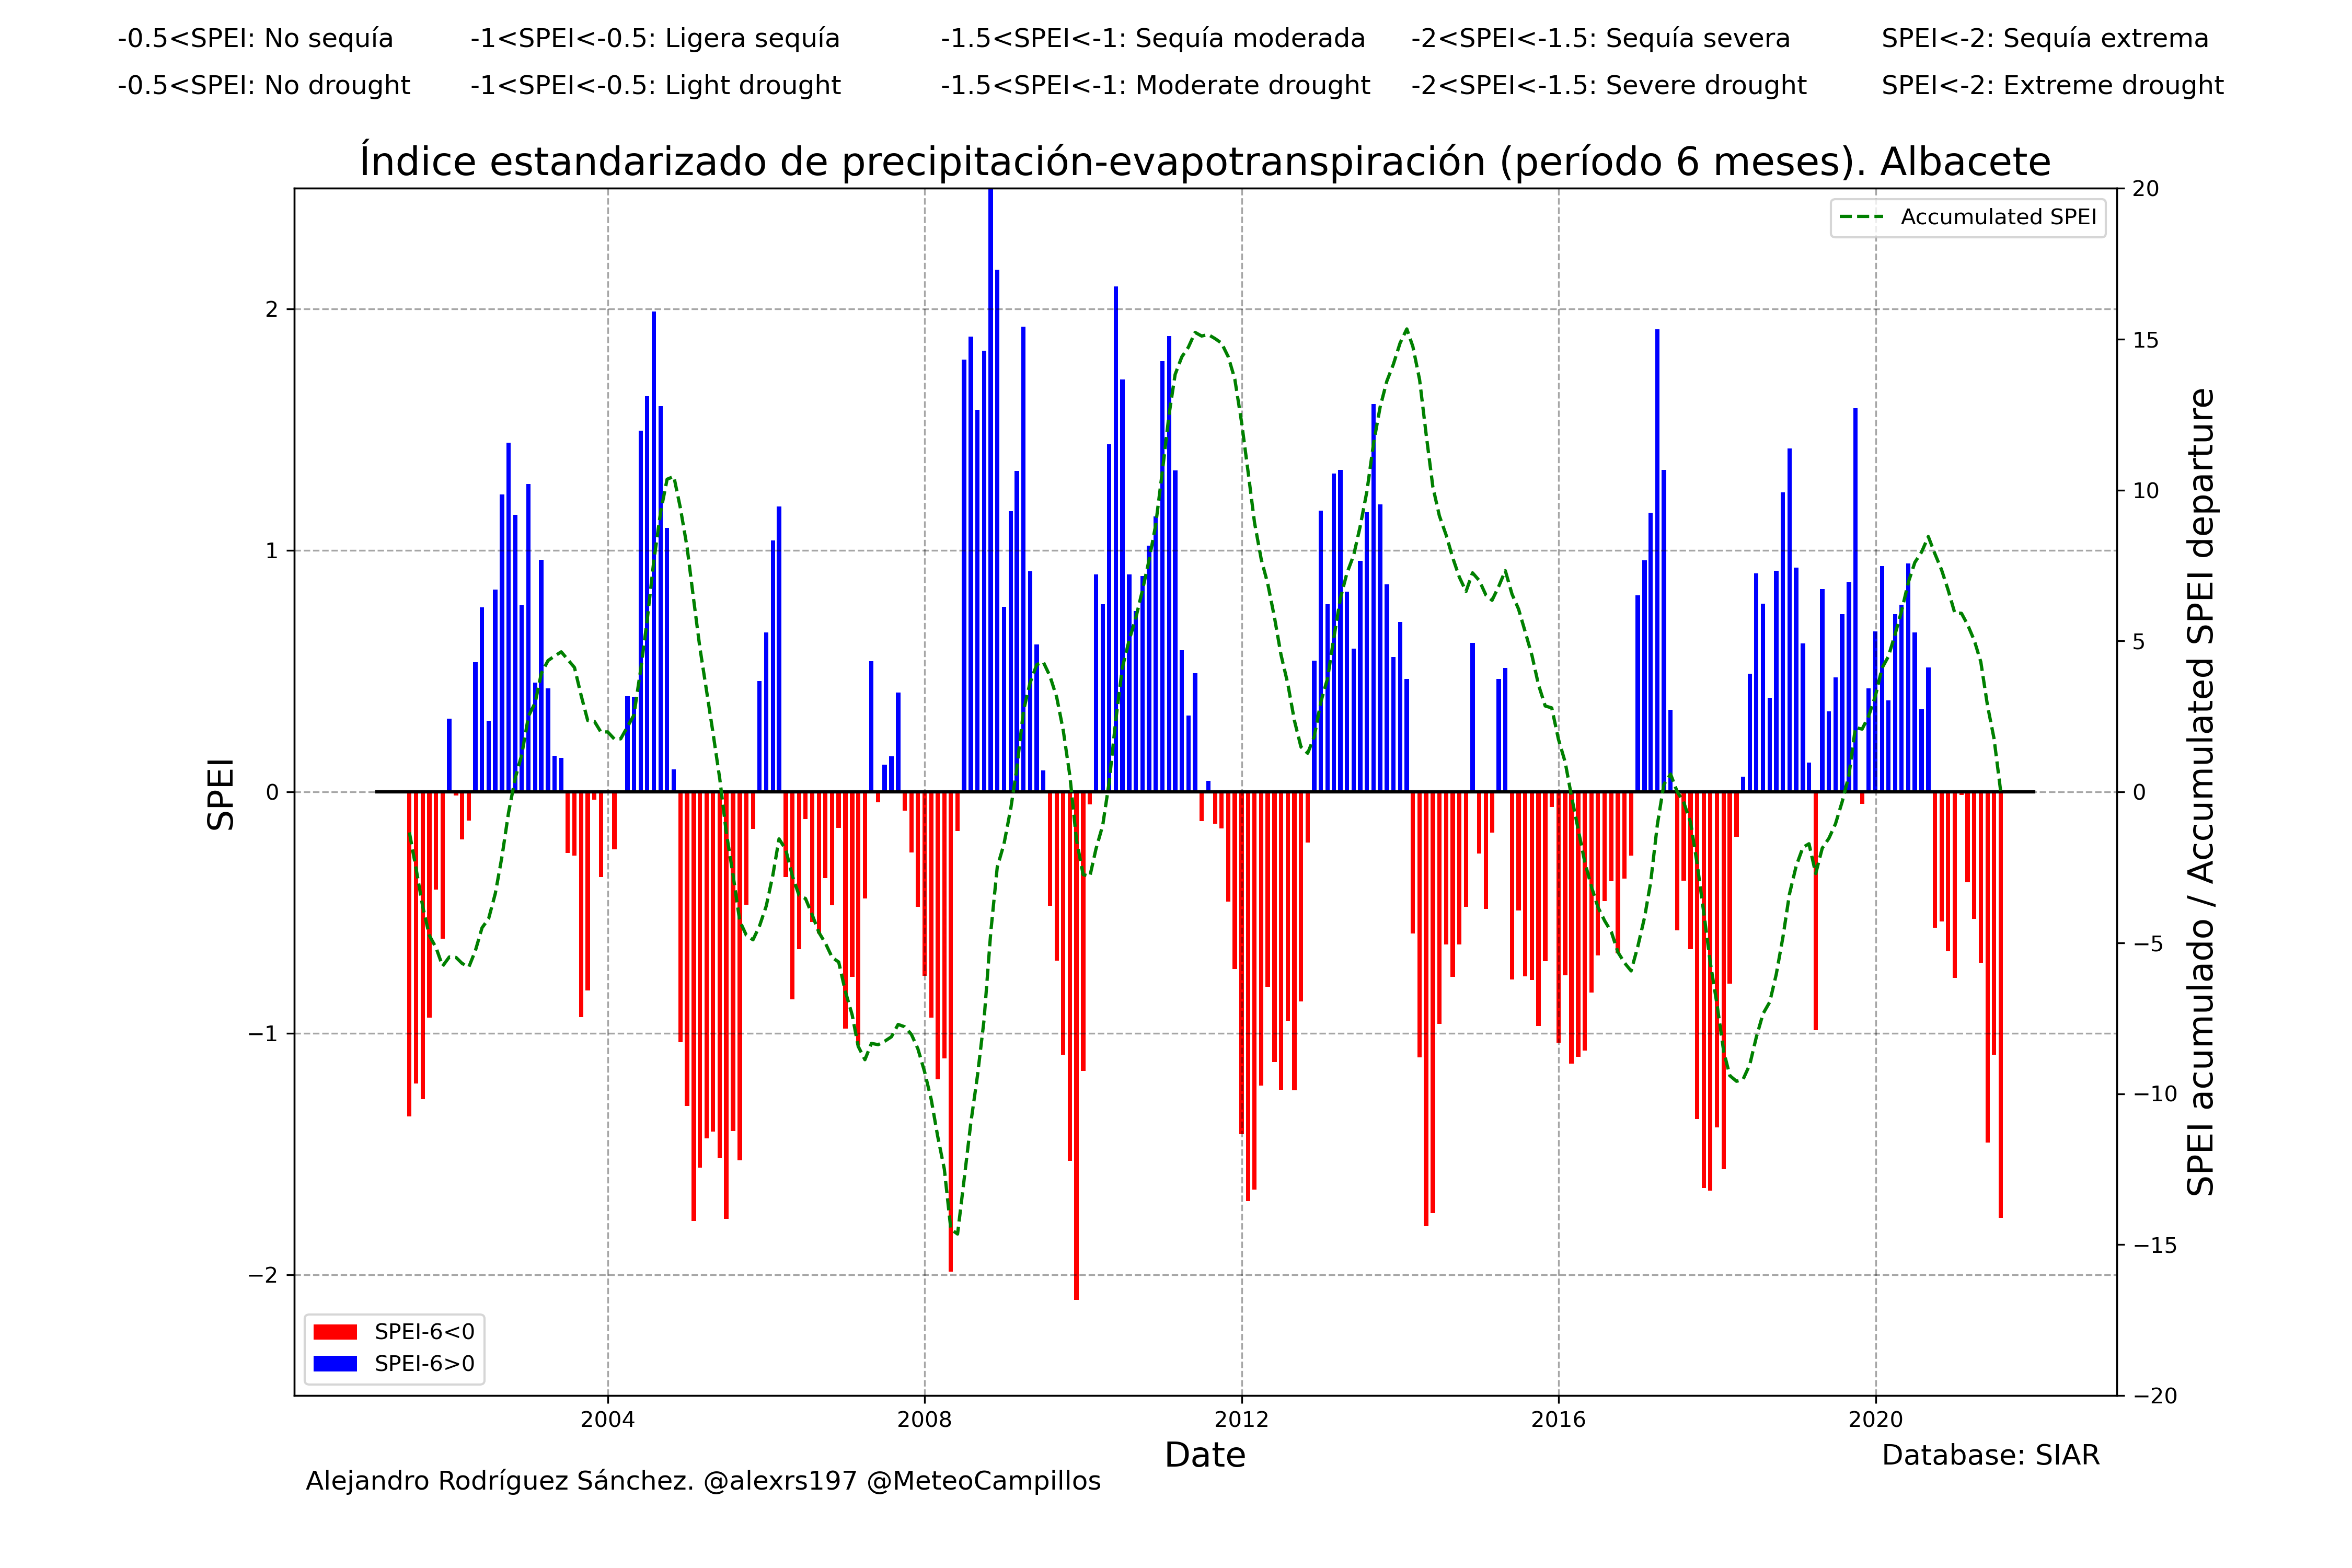 -0.5<SPEI: No sequía -1<SPEI<-0.5: Ligera sequía -1.5<SPEI<-1: Sequía moderada -2<SPEI<-1.5: Sequía severa SPEI<-2: Sequía extrema
-0.5<SPEI: No drought -1<SPEI<-0.5: Light drought -1.5<SPEI<-1: Moderate drought -2<SPEI<-1.5: Severe drought SPEI<-2: Extreme drought
Índice estandarizado de precipitación-evapotranspiración (período 6 meses). Albacete
Accumulated SPEI
SPEI
2
1
0
−1
−2
20
15
10
5
0
−5
−10
−15
−20
SPEI acumulado / Accumulated SPEI departure
SPEI-6<0
SPEI-6>0
2004 2008 2012 2016 2020
Date
Database: SIAR
Alejandro Rodríguez Sánchez. @alexrs197 @MeteoCampillos